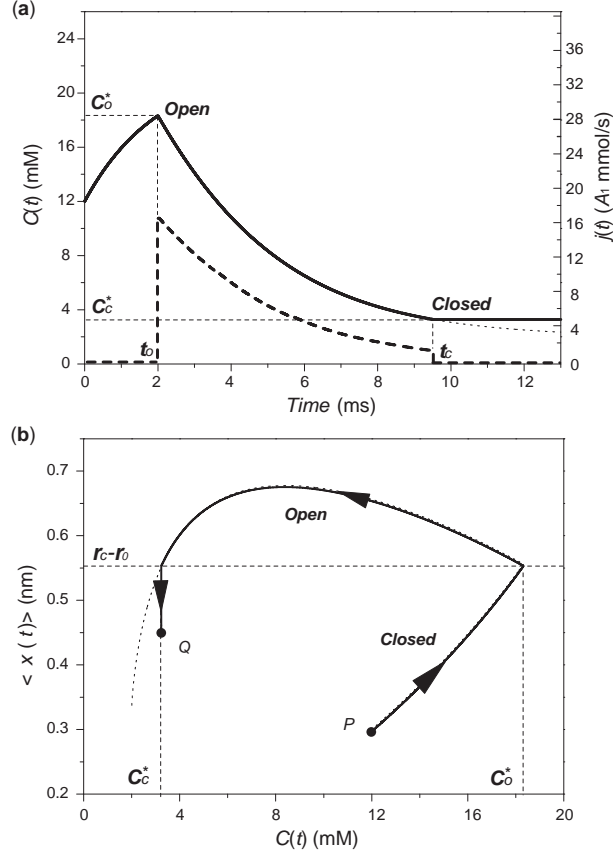 (a)
24
20
16
12
8
4
0
C(t) (mM)
C*o
Open
C*c
Closed
to
tc
36
32
28
24
20
16
12
8
4
0
j(t) (A1 mmol/s)
0 2 4 6 8 10 12
Time (ms)
(b)
0.7
0.6
0.5
0.4
0.3
0.2
< x (t)> (nm)
rc-r0
Open
Closed
Q
P
C*c
C*o
0 4 8 12 16 20
C(t) (mM)